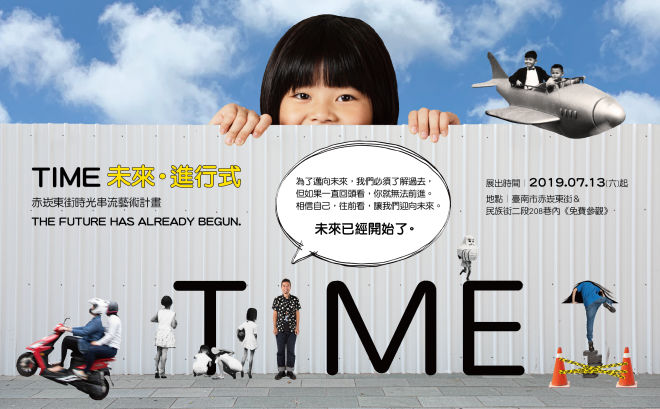 TIME 未來・進行式
赤崁東街時光串流藝術計畫
THE FUTURE HAS ALREADY BEGUN.
為了邁向未來，我們必須了解過去，
但如果一直回頭看，你就無法前進。
相信自己，往前看，讓我們迎向未來。
未來已經開始了。
展出時間｜2019.07.13(六)起
地點｜臺南市赤崁東街＆
民族街二段208巷內《免費參觀》
TIME